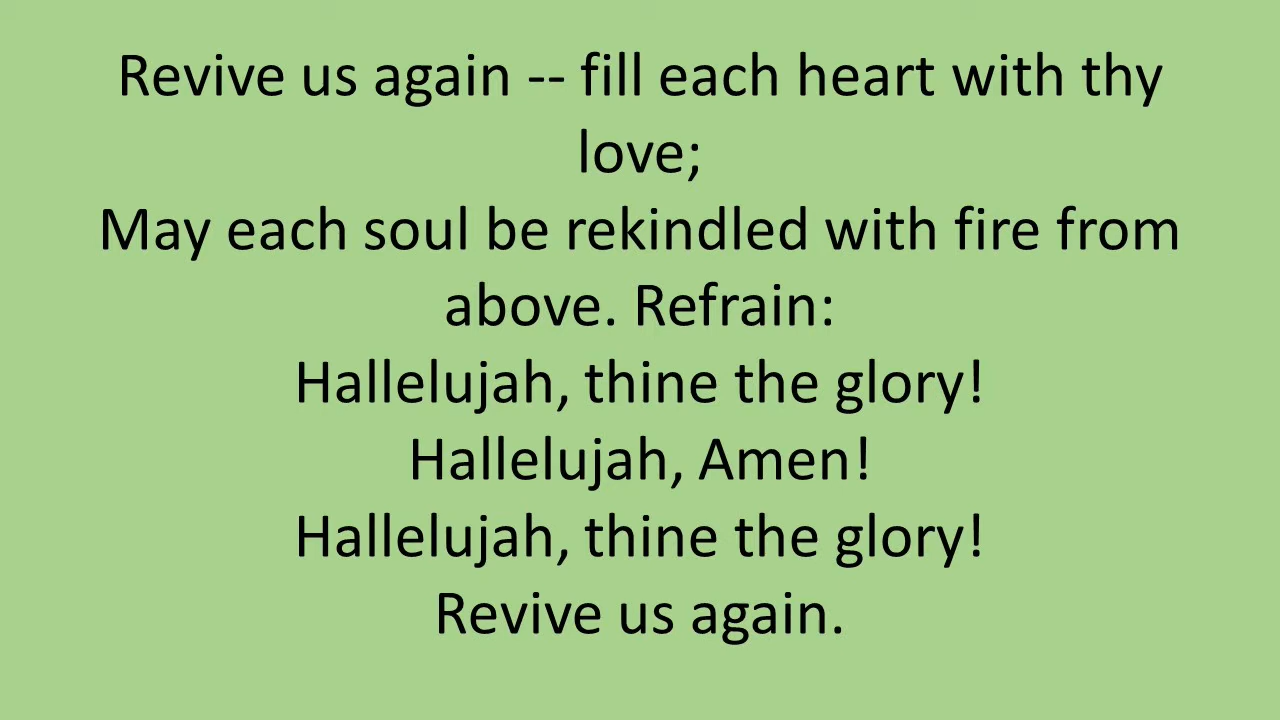 Revive us again -- fill each heart with thy
love;
May each soul be rekindled with fire from
above. Refrain:
Hallelujah, thine the glory!
Hallelujah, Amen!
Hallelujah, thine the glory!
Revive us again.